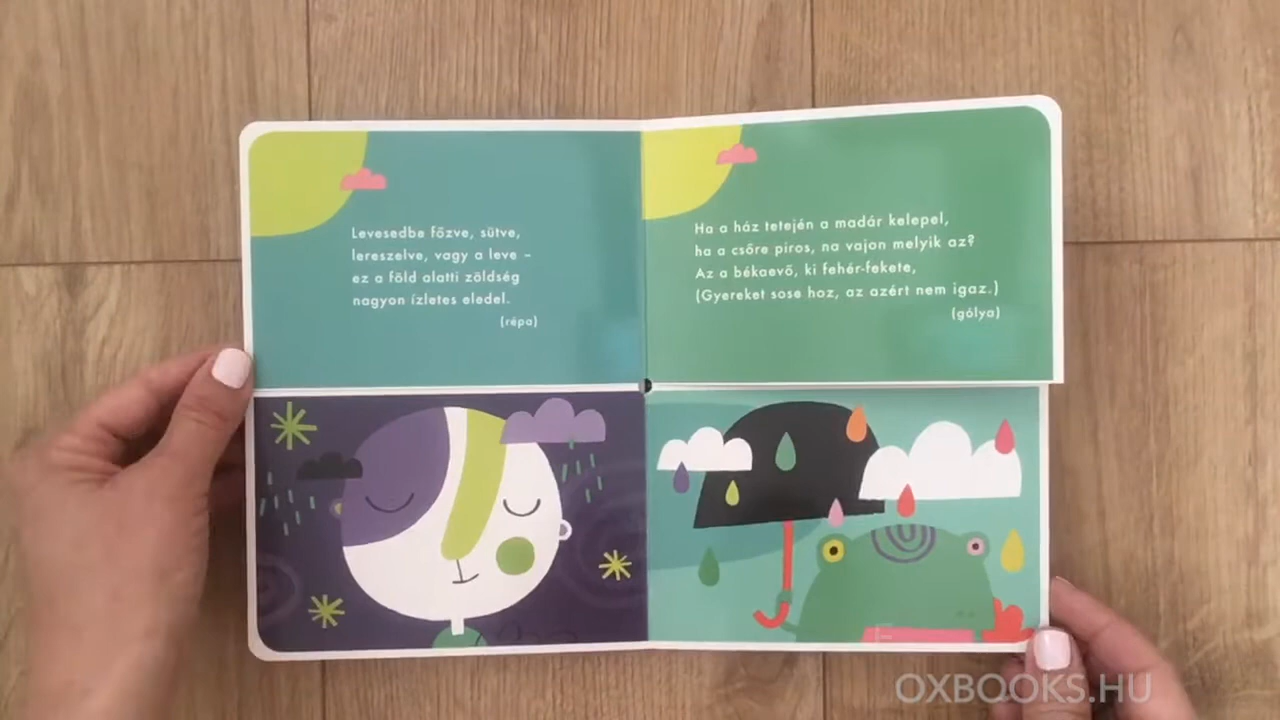 Levesedbe főzve, sütve,
lereszelve, vagy a leve –
ez a föld alatti zöldség
nagyon ízletes eledel.
(répa)
Ha a ház tetején a madár kelepel,
ha a csőre piros, na vajon melyik az?
Az a békaevő, ki fehér-fekete,
(Gyereket sose hoz, az azért nem igaz.)
(gólya)
OXBOOKS.HU